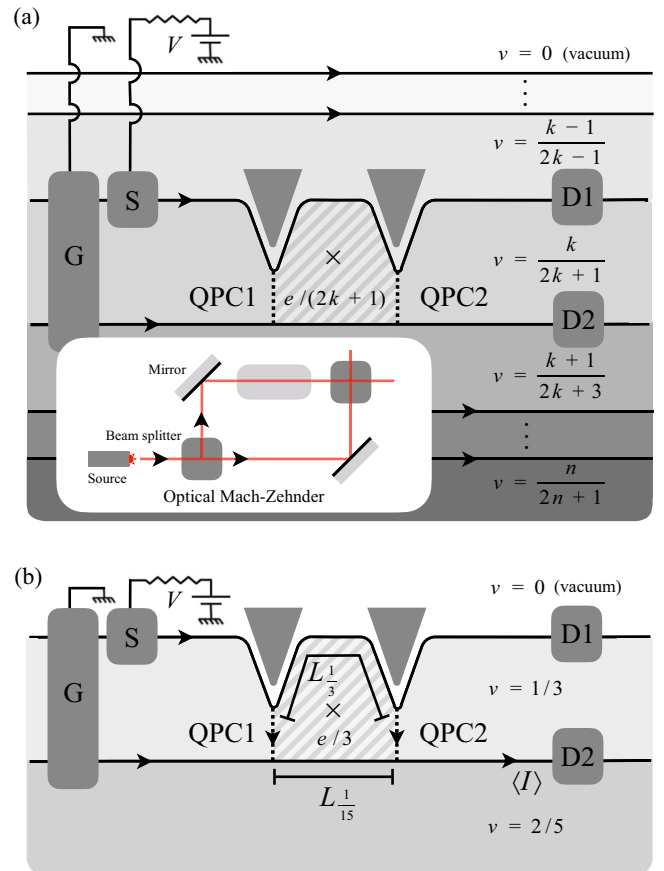 (a)
V
ν = 0 (vacuum)
⋮
ν = k − 1 / 2k − 1
S
D1
G
×
ν = k / 2k + 1
QPC1
e/(2k + 1)
QPC2
D2
Mirror
ν = k + 1 / 2k + 3
Beam splitter
⋮
Source
Optical Mach-Zehnder
ν = n / 2n + 1
(b)
V
ν = 0 (vacuum)
S
D1
G
L 1/3
ν = 1/3
×
QPC1
e/3
QPC2
D2
⟨I⟩
L 1/15
ν = 2/5